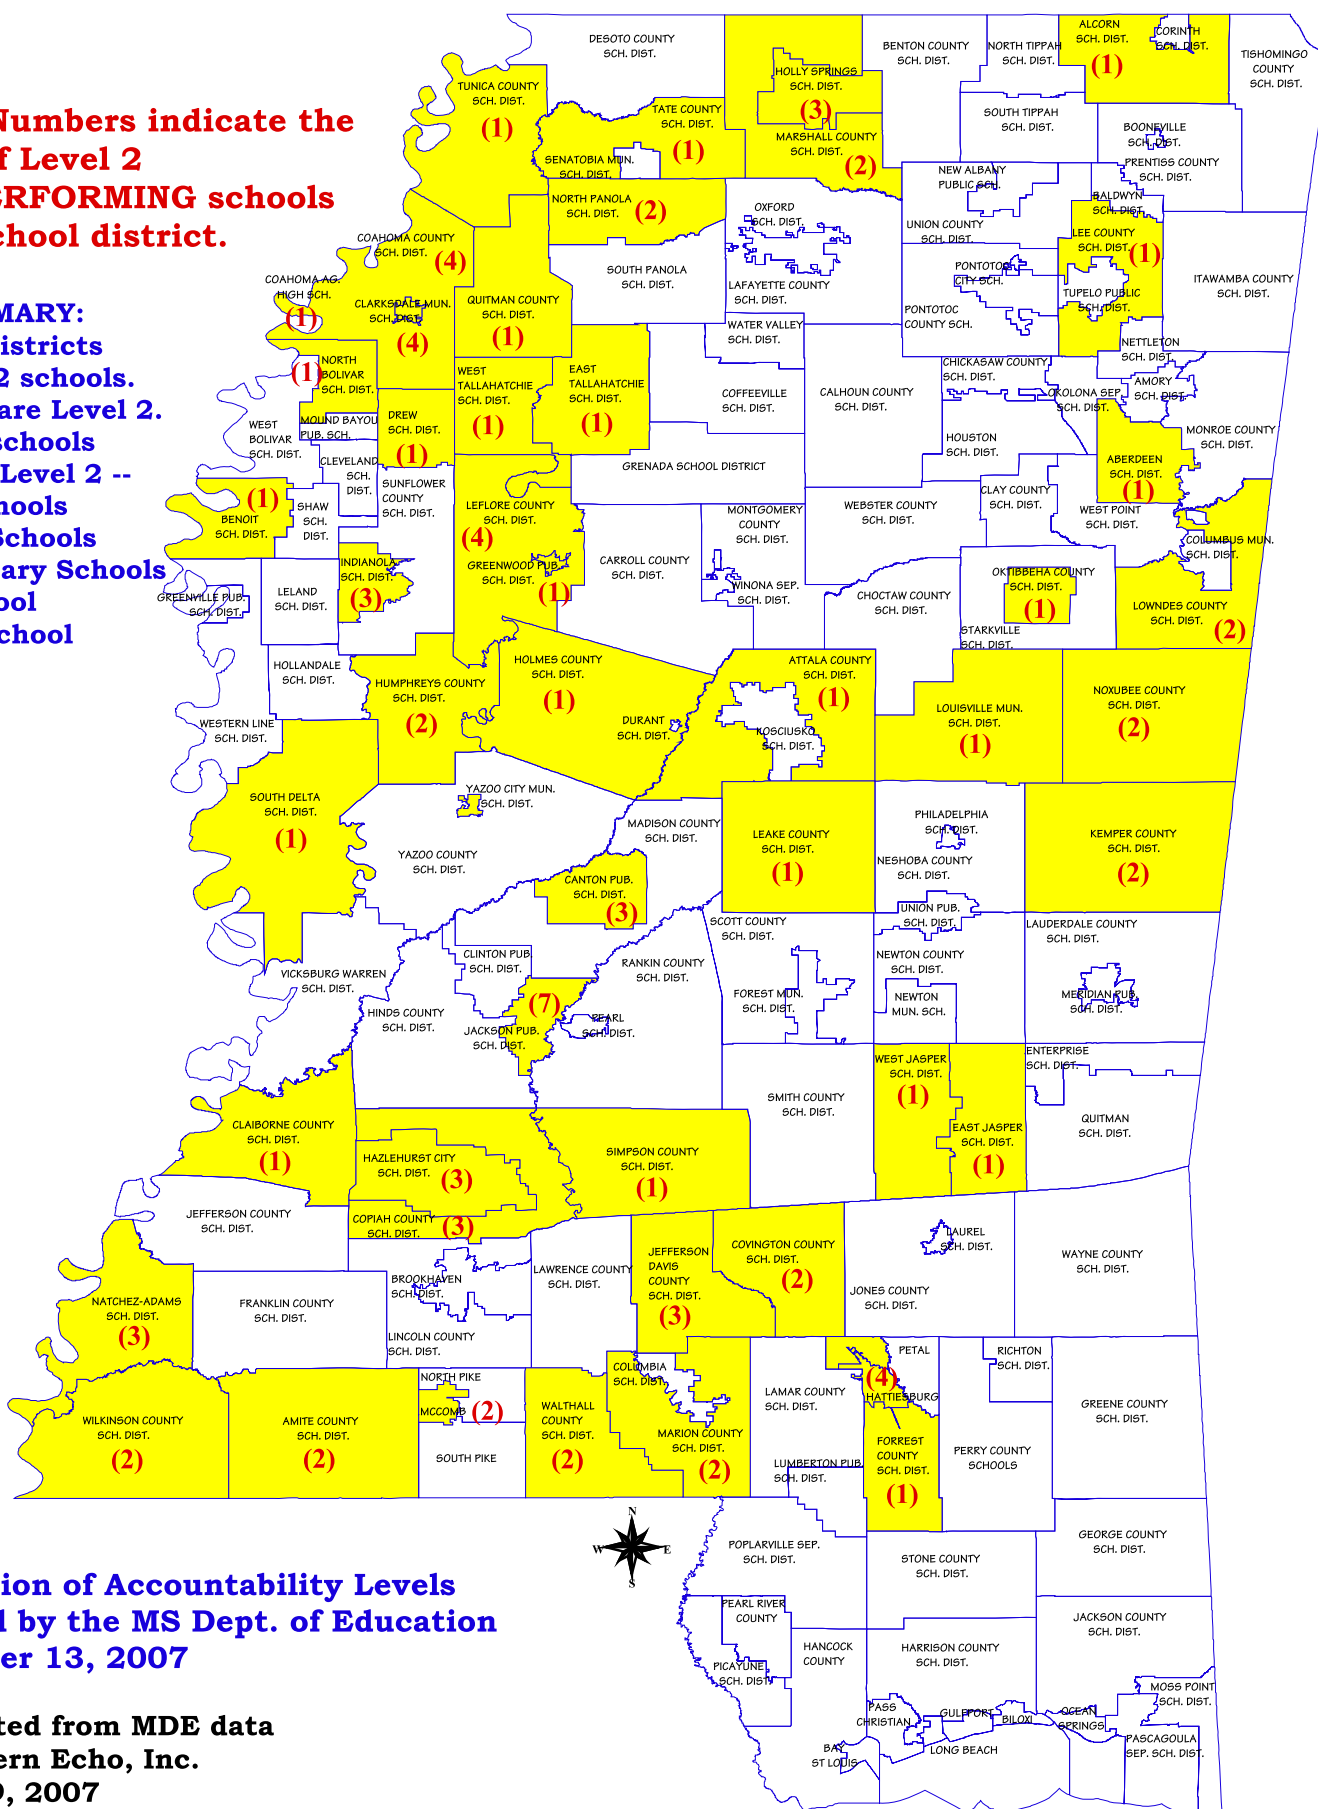 Numbers indicate the
f Level 2
ERFORMING schools
chool district.
MARY:
istricts
2 schools.
are Level 2.
schools
Level 2 --
hools
Schools
ary Schools
ool
chool
DESOTO COUNTY
SCH. DIST.
BENTON COUNTY
SCH. DIST.
NORTH TIPPAH
SCH. DIST.
ALCORN
SCH. DIST.
(1)
CORINTH
SCH. DIST.
TISHOMINGO
COUNTY
SCH. DIST.
TUNICA COUNTY
SCH. DIST.
(1)
TATE COUNTY
SCH. DIST.
(1)
SENATOBIA MUN.
SCH. DIST.
HOLLY SPRINGS
SCH. DIST.
(3)
MARSHALL COUNTY
SCH. DIST.
(2)
SOUTH TIPPAH
SCH. DIST.
BOONEVILLE
SCH. DIST.
PRENTISS COUNTY
SCH. DIST.
NEW ALBANY
PUBLIC SCH.
BALDWYN
SCH. DIST.
NORTH PANOLA
SCH. DIST.
(2)
OXFORD
SCH. DIST.
UNION COUNTY
SCH. DIST.
LEE COUNTY
SCH. DIST.
(1)
COAHOMA COUNTY
SCH. DIST.
(4)
COAHOMA AG.
HIGH SCH.
(1)
CLARKSDALE MUN.
SCH. DIST.
(4)
QUITMAN COUNTY
SCH. DIST.
(1)
SOUTH PANOLA
SCH. DIST.
LAFAYETTE COUNTY
SCH. DIST.
PONTOTOC
CITY SCH.
PONTOTOC
COUNTY SCH.
TUPELO PUBLIC
SCH. DIST.
ITAWAMBA COUNTY
SCH. DIST.
WATER VALLEY
SCH. DIST.
NETTLETON
SCH. DIST.
(1)
NORTH
BOLIVAR
SCH. DIST.
WEST
TALLAHATCHIE
SCH. DIST.
(1)
EAST
TALLAHATCHIE
SCH. DIST.
(1)
COFFEEVILLE
SCH. DIST.
CALHOUN COUNTY
SCH. DIST.
CHICKASAW COUNTY
SCH. DIST.
OKOLONA SEP.
SCH. DIST.
AMORY
SCH. DIST.
MOUND BAYOU
PUB. SCH.
DREW
SCH. DIST.
(1)
WEST
BOLIVAR
SCH. DIST.
HOUSTON
SCH. DIST.
MONROE COUNTY
SCH. DIST.
CLEVELAND
SCH.
DIST.
GRENADA SCHOOL DISTRICT
ABERDEEN
SCH. DIST.
(1)
SUNFLOWER
COUNTY
SCH. DIST.
(1)
BENOIT
SCH. DIST.
SHAW
SCH.
DIST.
LEFLORE COUNTY
SCH. DIST.
(4)
MONTGOMERY
COUNTY
SCH. DIST.
WEBSTER COUNTY
SCH. DIST.
CLAY COUNTY
SCH. DIST.
WEST POINT
SCH. DIST.
COLUMBUS MUN.
SCH. DIST.
INDIANOLA
SCH. DIST.
(3)
GREENWOOD PUB.
SCH. DIST.
(1)
CARROLL COUNTY
SCH. DIST.
WINONA SEP.
SCH. DIST.
CHOCTAW COUNTY
SCH. DIST.
OKTIBBEHA COUNTY
SCH. DIST.
(1)
STARKVILLE
SCH. DIST.
LOWNDES COUNTY
SCH. DIST.
(2)
GREENVILLE PUB.
SCH. DIST.
LELAND
SCH. DIST.
HOLLANDALE
SCH. DIST.
HUMPHREYS COUNTY
SCH. DIST.
(2)
HOLMES COUNTY
SCH. DIST.
(1)
DURANT
SCH. DIST.
ATTALA COUNTY
SCH. DIST.
(1)
KOSCIUSKO
SCH. DIST.
LOUISVILLE MUN.
SCH. DIST.
(1)
NOXUBEE COUNTY
SCH. DIST.
(2)
WESTERN LINE
SCH. DIST.
SOUTH DELTA
SCH. DIST.
(1)
YAZOO CITY MUN.
SCH. DIST.
MADISON COUNTY
SCH. DIST.
LEAKE COUNTY
SCH. DIST.
(1)
PHILADELPHIA
SCH. DIST.
NESHOBA COUNTY
SCH. DIST.
KEMPER COUNTY
SCH. DIST.
(2)
YAZOO COUNTY
SCH. DIST.
CANTON PUB.
SCH. DIST.
(3)
SCOTT COUNTY
SCH. DIST.
UNION PUB.
SCH. DIST.
LAUDERDALE COUNTY
SCH. DIST.
VICKSBURG WARREN
SCH. DIST.
CLINTON PUB.
SCH. DIST.
RANKIN COUNTY
SCH. DIST.
NEWTON COUNTY
SCH. DIST.
FOREST MUN.
SCH. DIST.
NEWTON
MUN. SCH.
MERIDIAN PUB.
SCH. DIST.
HINDS COUNTY
SCH. DIST.
(7)
JACKSON PUB.
SCH. DIST.
PEARL
SCH. DIST.
WEST JASPER
SCH. DIST.
(1)
ENTERPRISE
SCH. DIST.
CLAIBORNE COUNTY
SCH. DIST.
(1)
HAZLEHURST CITY
SCH. DIST.
(3)
SIMPSON COUNTY
SCH. DIST.
(1)
SMITH COUNTY
SCH. DIST.
EAST JASPER
SCH. DIST.
(1)
QUITMAN
SCH. DIST.
JEFFERSON COUNTY
SCH. DIST.
COPIAH COUNTY
SCH. DIST.
(3)
BROOKHAVEN
SCH. DIST.
LAWRENCE COUNTY
SCH. DIST.
JEFFERSON
DAVIS
COUNTY
SCH. DIST.
(3)
COVINGTON COUNTY
SCH. DIST.
(2)
LAUREL
SCH. DIST.
JONES COUNTY
SCH. DIST.
WAYNE COUNTY
SCH. DIST.
NATCHEZ-ADAMS
SCH. DIST.
(3)
FRANKLIN COUNTY
SCH. DIST.
LINCOLN COUNTY
SCH. DIST.
NORTH PIKE
MCCOMB
(2)
SOUTH PIKE
WILKINSON COUNTY
SCH. DIST.
(2)
AMITE COUNTY
SCH. DIST.
(2)
WALTHALL
COUNTY
SCH. DIST.
(2)
COLUMBIA
SCH. DIST.
MARION COUNTY
SCH. DIST.
(2)
LAMAR COUNTY
SCH. DIST.
LUMBERTON PUB.
SCH. DIST.
PETAL
(4)
HATTIESBURG
FORREST
COUNTY
SCH. DIST.
(1)
RICHTON
SCH. DIST.
PERRY COUNTY
SCHOOLS
GREENE COUNTY
SCH. DIST.
N
W E
S
POPLARVILLE SEP.
SCH. DIST.
STONE COUNTY
SCH. DIST.
GEORGE COUNTY
SCH. DIST.
PEARL RIVER
COUNTY
PICAYUNE
SCH. DIST.
HANCOCK
COUNTY
HARRISON COUNTY
SCH. DIST.
JACKSON COUNTY
SCH. DIST.
MOSS POINT
SCH. DIST.
PASS
CHRISTIAN
GULFPORT
BILOXI
OCEAN
SPRINGS
PASCAGOULA
SEP. SCH. DIST.
BAY
ST LOUIS
LONG BEACH
ion of Accountability Levels
d by the MS Dept. of Education
er 13, 2007
ted from MDE data
ern Echo, Inc.
9, 2007